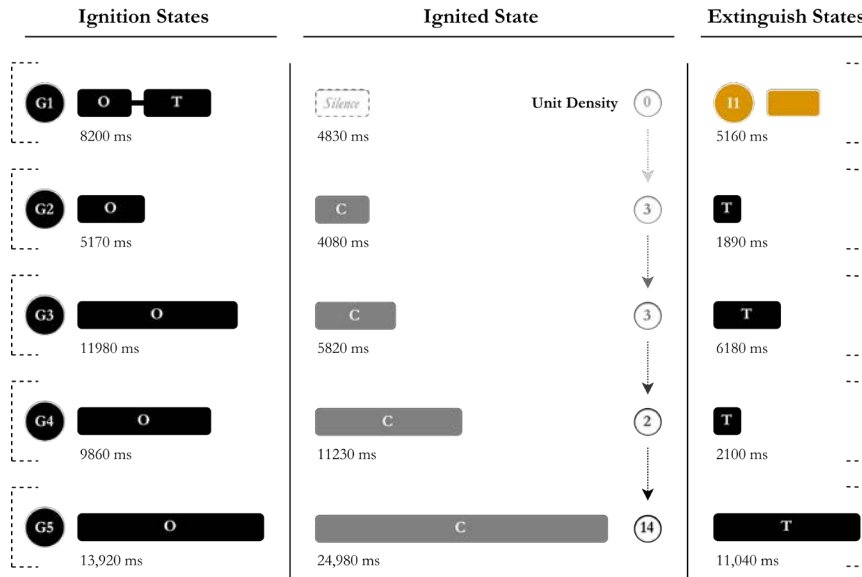 Ignition States Ignited State Extinguish States
G1 O T Silence Unit Density 0 I1
8200 ms 4830 ms 5160 ms
G2 O C 3 T
5170 ms 4080 ms 1890 ms
G3 O C 3 T
11980 ms 5820 ms 6180 ms
G4 O C 2 T
9860 ms 11230 ms 2100 ms
G5 O C 14 T
13,920 ms 24,980 ms 11,040 ms